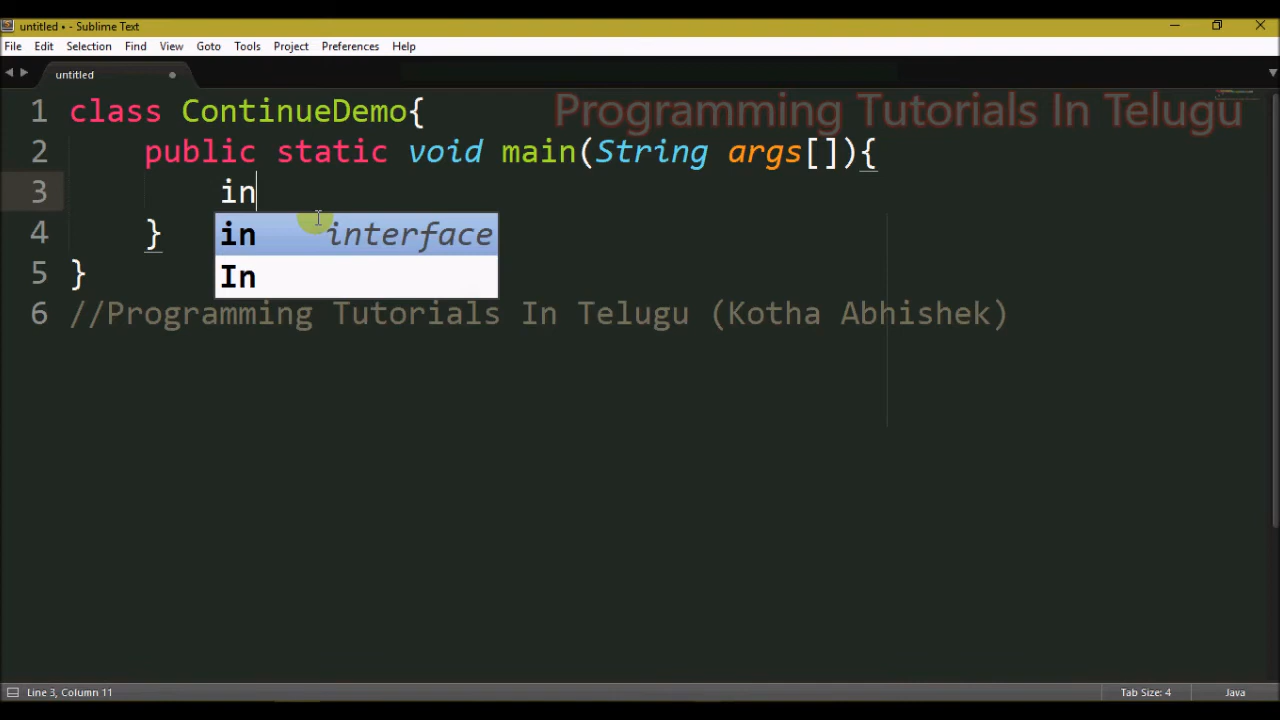 untitled • - Sublime Text
File Edit Selection Find View Goto Tools Project Preferences Help
untitled
Programming Tutorials In Telugu
1 class ContinueDemo{
2 public static void main(String args[]){
3 in
in interface
In
4 }
5 }
6 //Programming Tutorials In Telugu (Kotha Abhishek)
Line 3, Column 11 Tab Size: 4 Java